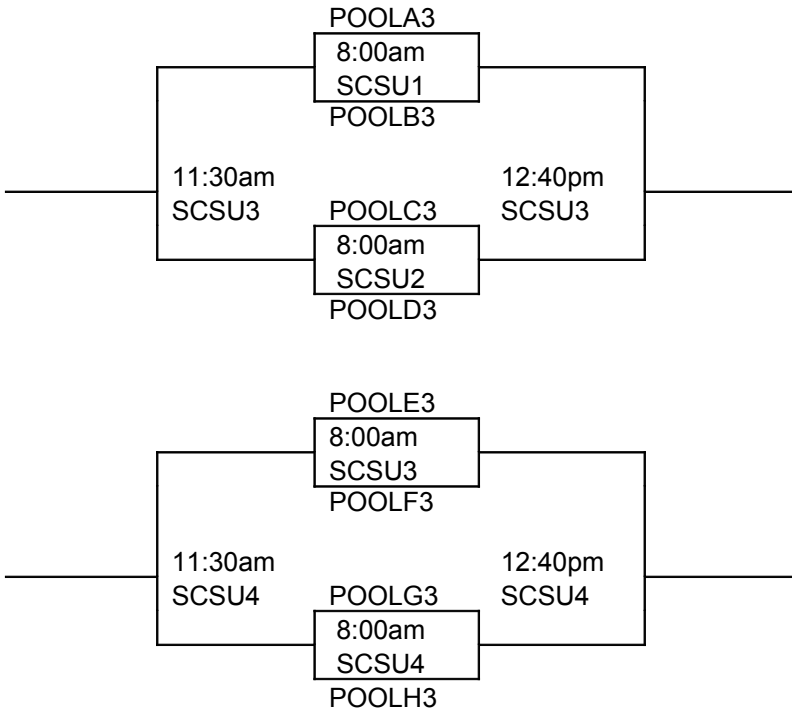 POOLA3
8:00am
SCSU1
POOLB3
11:30am
SCSU3
12:40pm
SCSU3
POOLC3
8:00am
SCSU2
POOLD3
POOLE3
8:00am
SCSU3
POOLF3
11:30am
SCSU4
12:40pm
SCSU4
POOLG3
8:00am
SCSU4
POOLH3